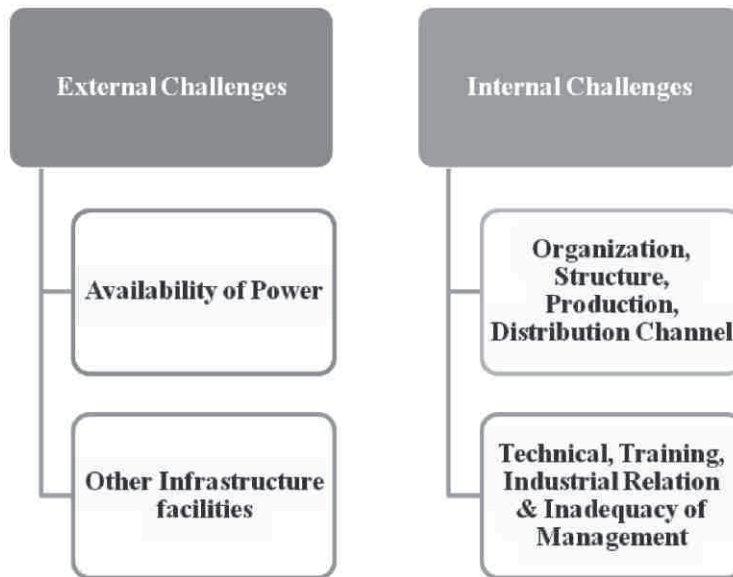 External Challenges
Availability of Power
Other Infrastructure
facilities
Internal Challenges
Organization,
Structure,
Production,
Distribution Channel
Technical, Training,
Industrial Relation
& Inadequacy of
Management